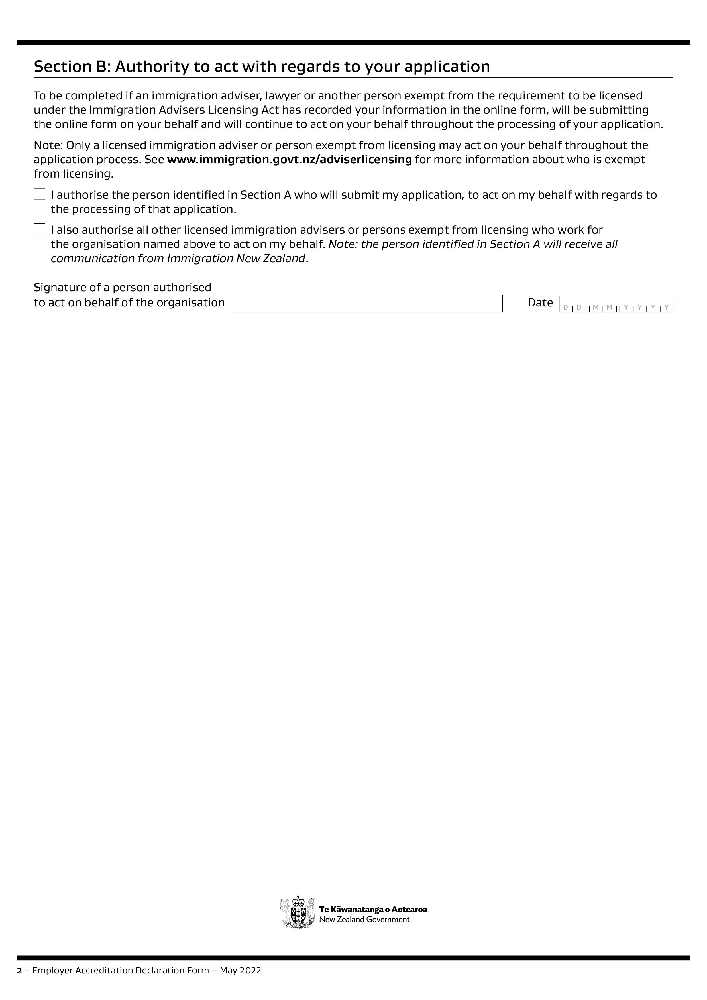 Section B: Authority to act with regards to your application
To be completed if an immigration adviser, lawyer or another person exempt from the requirement to be licensed
under the Immigration Advisers Licensing Act has recorded your information in the online form, will be submitting
the online form on your behalf and will continue to act on your behalf throughout the processing of your application.
Note: Only a licensed immigration adviser or person exempt from licensing may act on your behalf throughout the
application process. See www.immigration.govt.nz/adviserlicensing for more information about who is exempt
from licensing.
I authorise the person identified in Section A who will submit my application, to act on my behalf with regards to
the processing of that application.
I also authorise all other licensed immigration advisers or persons exempt from licensing who work for
the organisation named above to act on my behalf. Note: the person identified in Section A will receive all
communication from Immigration New Zealand.
Signature of a person authorised
to act on behalf of the organisation
Date D D M M Y Y Y Y
Te Kāwanatanga o Aotearoa
New Zealand Government
2 – Employer Accreditation Declaration Form – May 2022